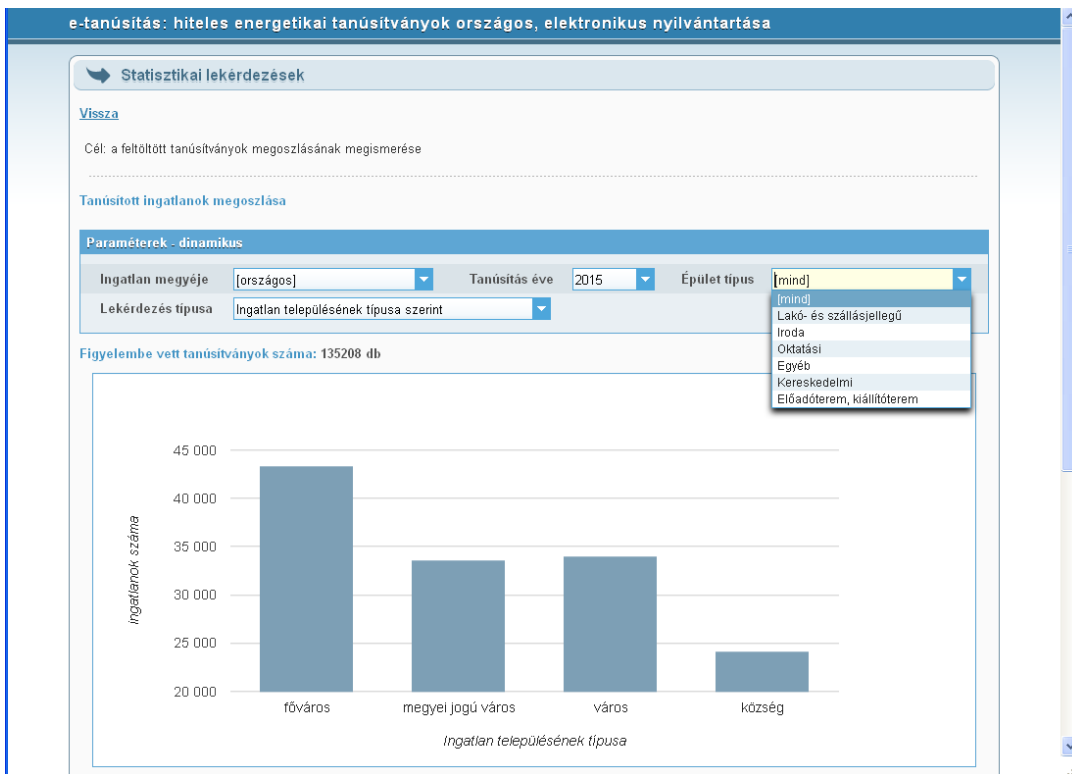 e-tanúsítás: hiteles energetikai tanúsítványok országos, elektronikus nyilvántartása
Statisztikai lekérdezések
Vissza
Cél: a feltöltött tanúsítványok megoszlásának megismerése
Tanúsított ingatlanok megoszlása
Paraméterek - dinamikus
Ingatlan megyéje [országos] Tanúsítás éve 2015 Épület típus [mind]
[mind]
Lekérdezés típusa Ingatlan településének típusa szerint
Lakó- és szállásjellegű
Iroda
Oktatási
Egyéb
Kereskedelmi
Előadóterem, kiállítóterem
Figyelembe vett tanúsítványok száma: 135208 db
45 000
40 000
35 000
30 000
25 000
20 000
ingatlanok száma
főváros megyei jogú város város község
Ingatlan településének típusa